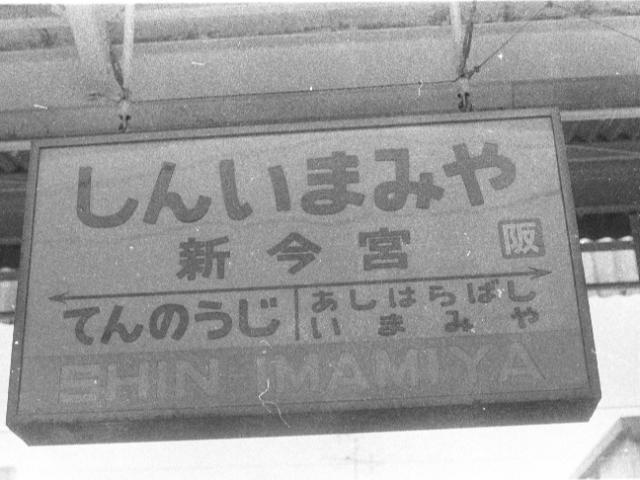 しんいまみや
新今宮
阪
てんのうじ
あしはらばし
いまみや
SHIN IMAMIYA